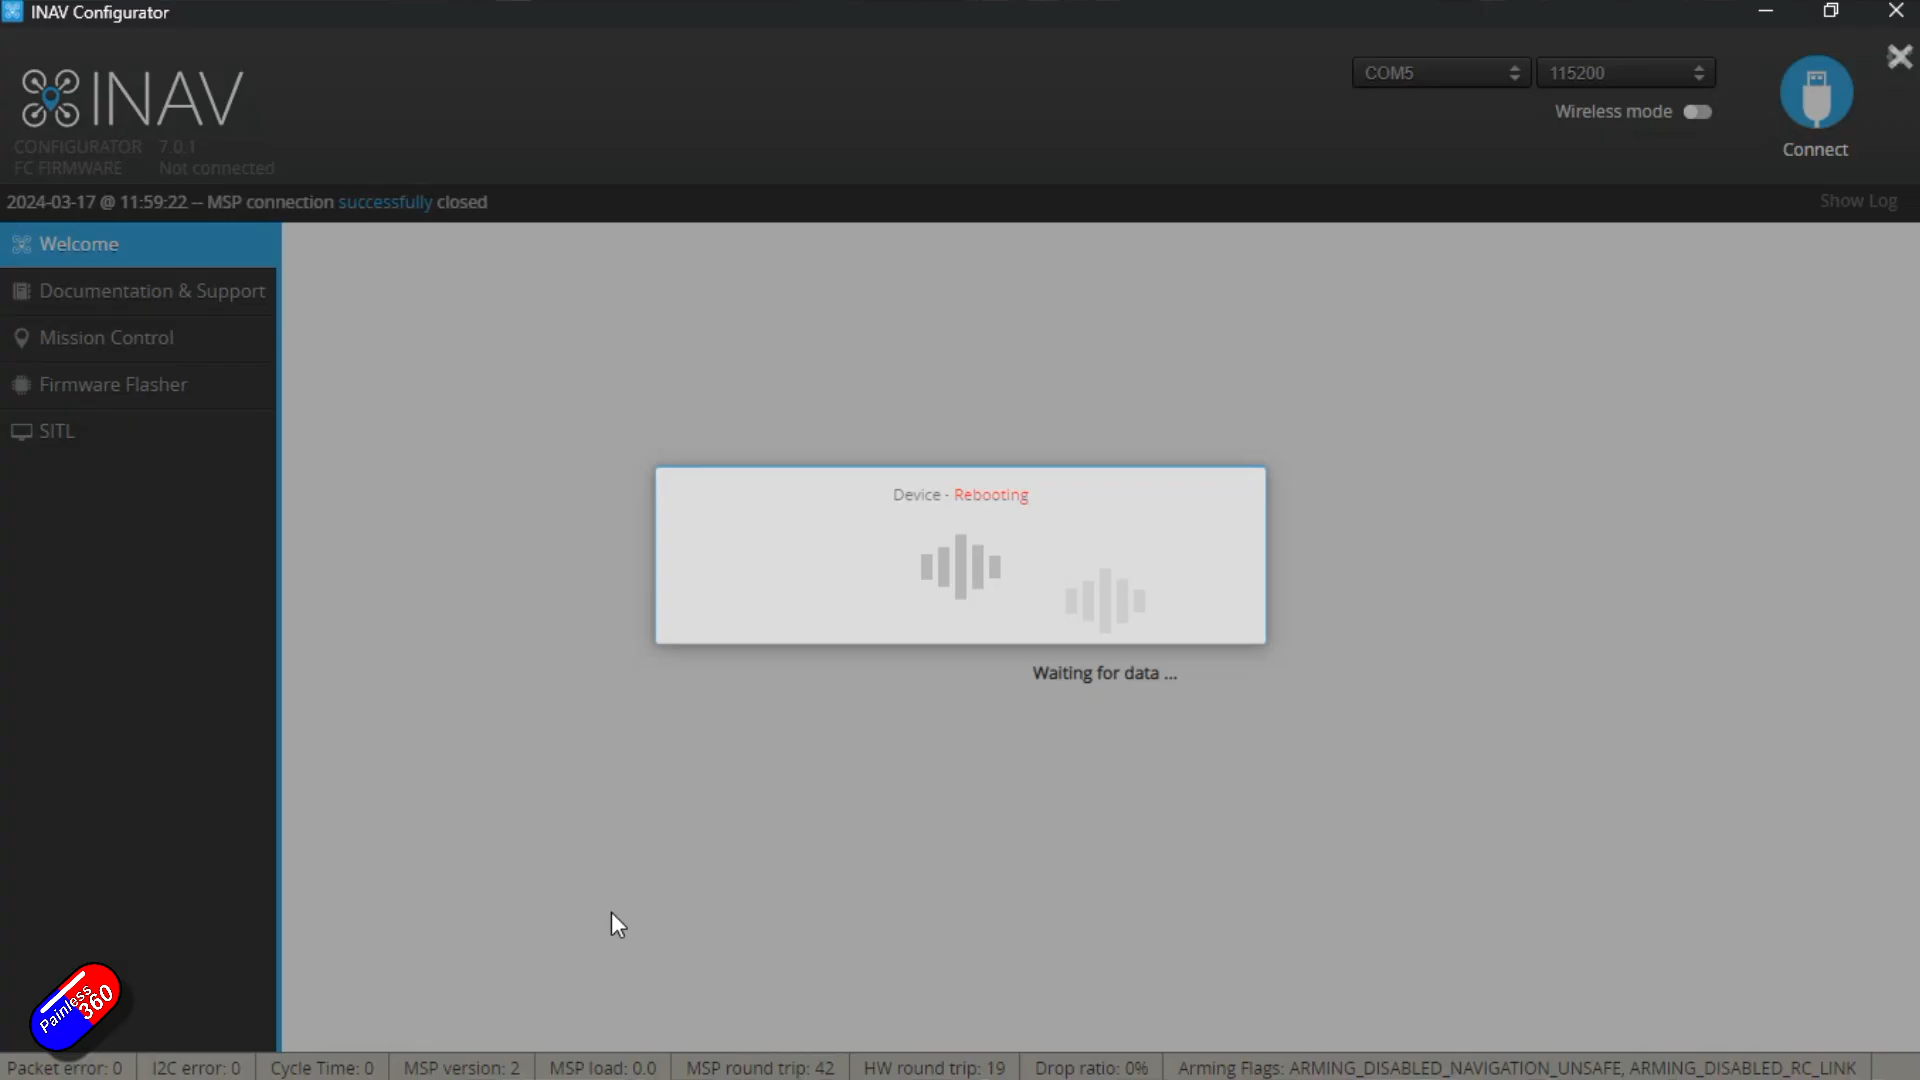 INAV Configurator
INAV
COM5
115200
Wireless mode
Connect
CONFIGURATOR 7.0.1
FC FIRMWARE Not connected
2024-03-17 @ 11:59:22 -- MSP connection successfully closed
Show Log
Welcome
Documentation & Support
Mission Control
Firmware Flasher
SITL
Device - Rebooting
Waiting for data ...
Painless
360
Packet error: 0
I2C error: 0
Cycle Time: 0
MSP version: 2
MSP load: 0.0
MSP round trip: 42
HW round trip: 19
Drop ratio: 0%
Arming Flags: ARMING_DISABLED_NAVIGATION_UNSAFE, ARMING_DISABLED_RC_LINK